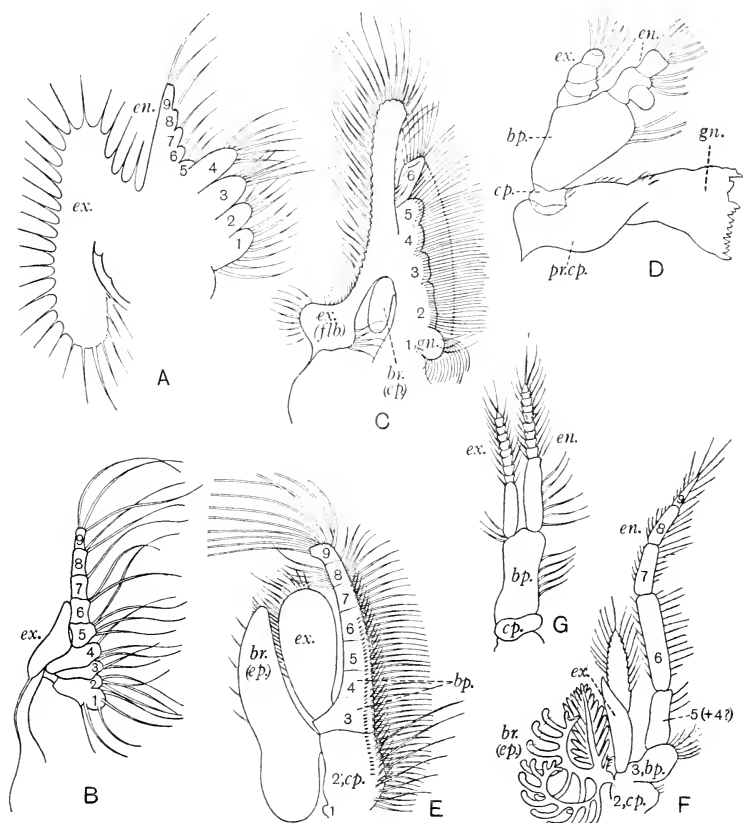 ex.
en.
9
8
7
6
5
4
3
2
1
A
6
5
4
3
2
1, gn.
ex.
(flb)
br.
(ep)
C
ex.
en.
bp.
gn.
cp.
pr.cp.
D
9
8
7
6
5
4
3
2
1
ex.
B
9
8
7
6
5
4
3
2, cp.
1
br.
(ep.)
ex.
bp.
E
ex.
en.
bp.
cp.
G
en.
9
8
7
6
5 (+4?)
ex.
br.
(ep.)
3, bp.
2, cp.
F